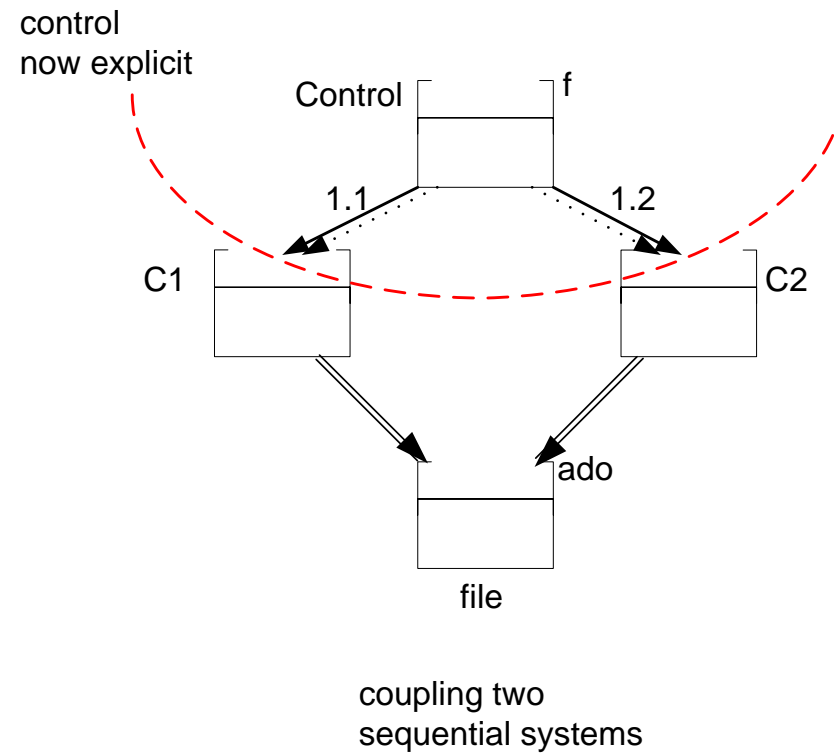 control
now explicit
Control
f
1.1
1.2
C1
C2
ado
file
coupling two
sequential systems